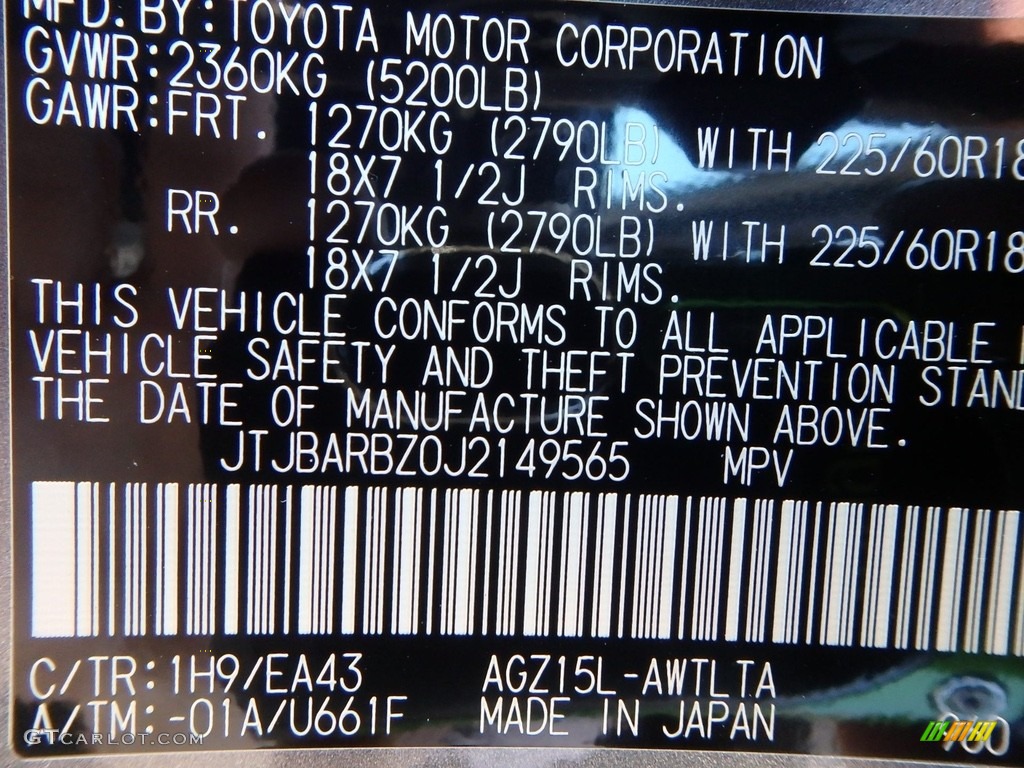 MFD. BY: TOYOTA MOTOR CORPORATION
GVWR: 2360KG (5200LB)
GAWR: FRT. 1270KG (2790LB) WITH 225/60R18
18X7 1/2J RIMS.
RR. 1270KG (2790LB) WITH 225/60R18
18X7 1/2J RIMS.
THIS VEHICLE CONFORMS TO ALL APPLICABLE
VEHICLE SAFETY AND THEFT PREVENTION STAND
THE DATE OF MANUFACTURE SHOWN ABOVE.
JTJBARBZ0J2149565 MPV
C/TR: 1H9/EA43 AGZ15L-AWTLTA
A/TM: -01A/U661F MADE IN JAPAN
GTcarlot.com